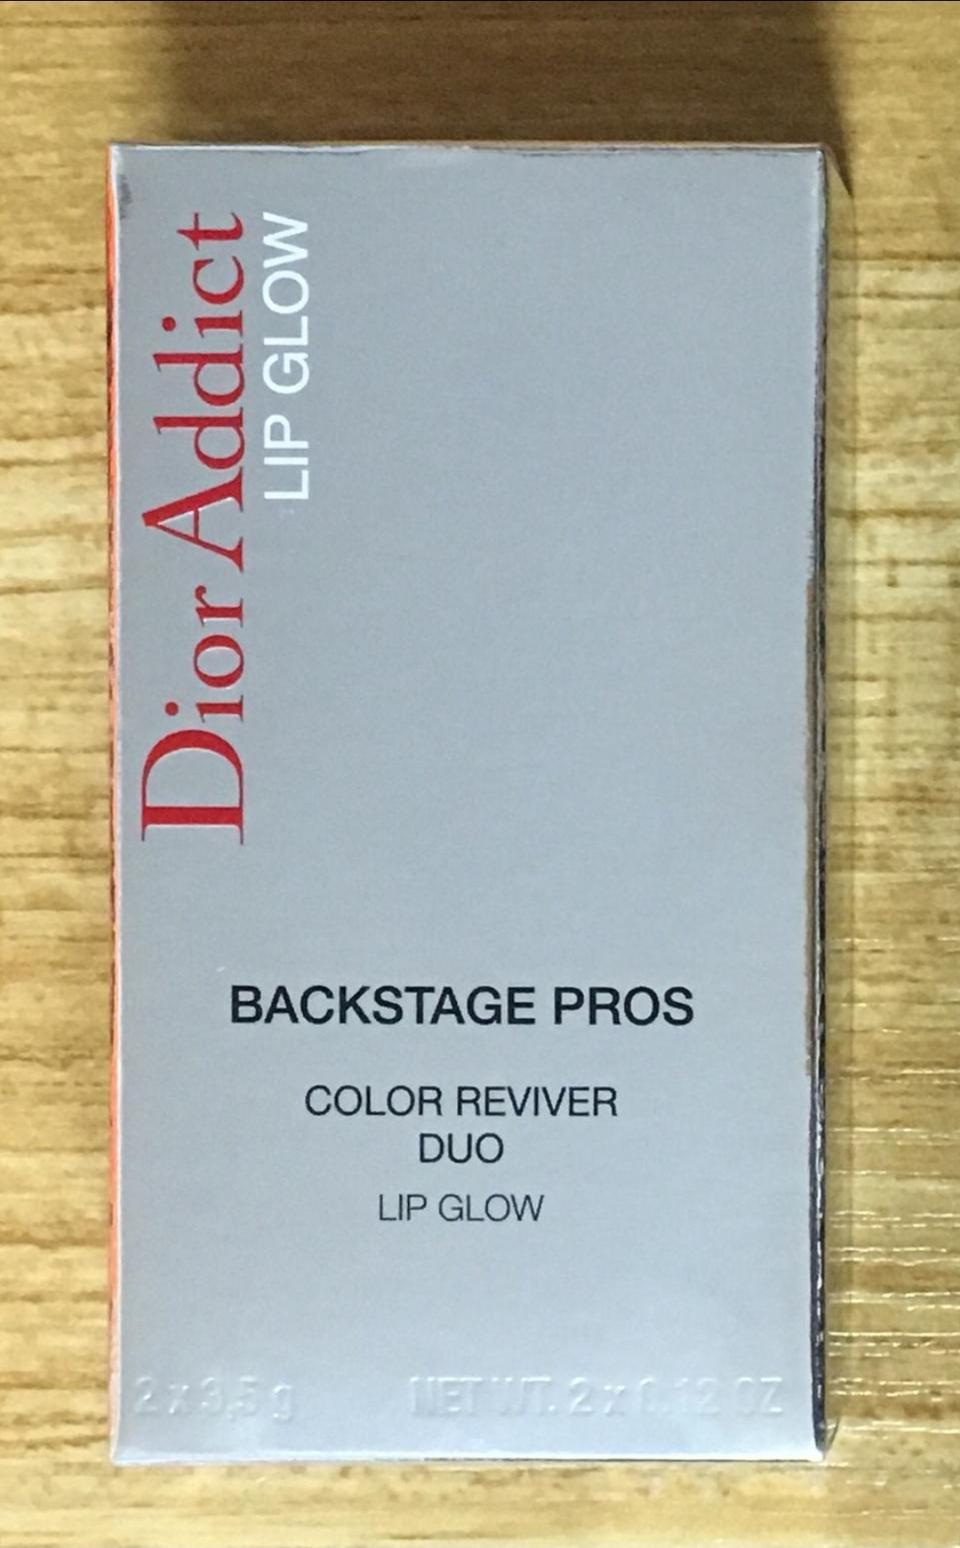 Dior Addict
LIP GLOW
BACKSTAGE PROS
COLOR REVIVER
DUO
LIP GLOW
2 x 3,5 g NET WT. 2 x 0.12 OZ